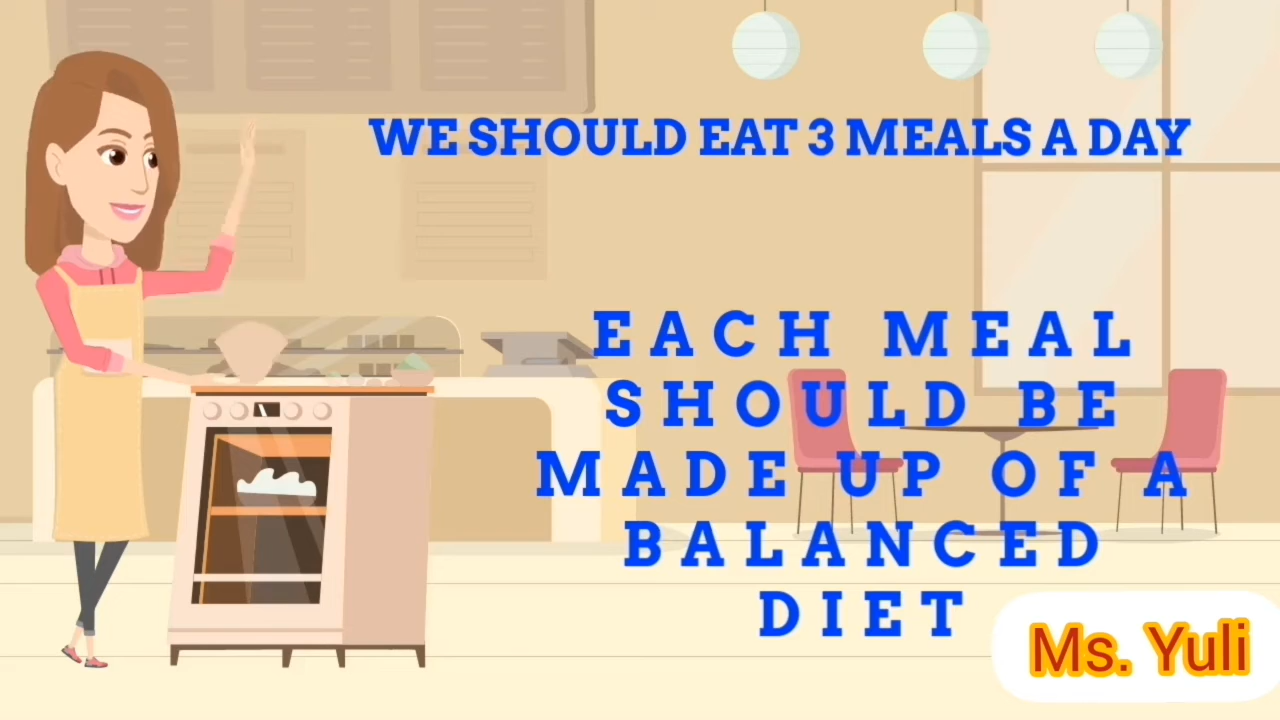 WE SHOULD EAT 3 MEALS A DAY
EACH MEAL
SHOULD BE
MADE UP OF A
BALANCED
DIET
Ms. Yuli